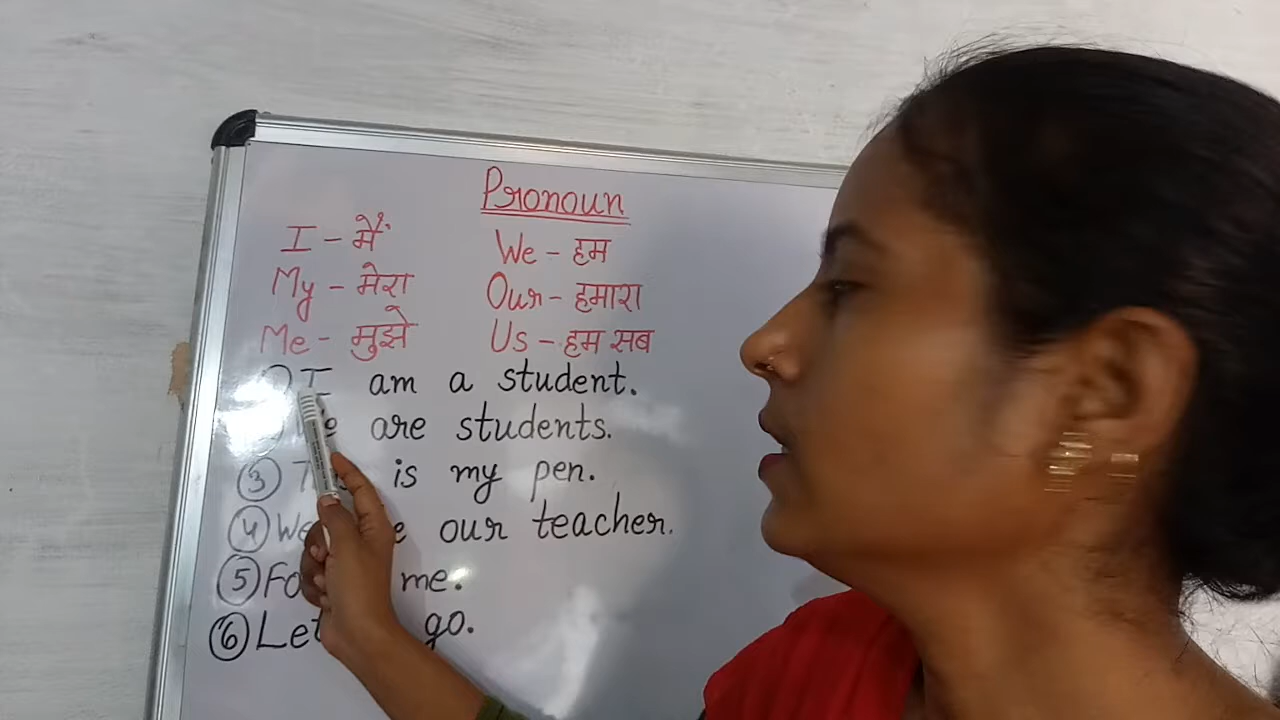 Pronoun
I - मैं We - हम
My - मेरा Our - हमारा
Me - मुझे Us - हम सब
I am a student.
are students.
③ is my pen.
④ We our teacher.
⑤ me.
⑥ go.